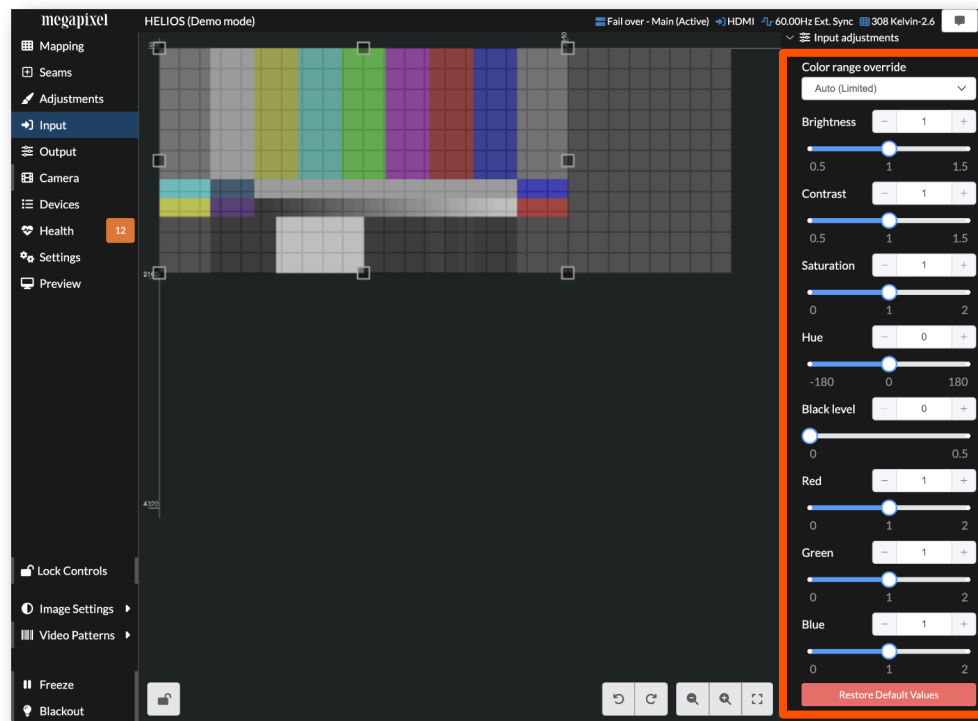 megapixel
HELIOS (Demo mode)
Fail over - Main (Active) HDMI 60.00Hz Ext. Sync 308 Kelvin-2.6
Mapping
Seams
Adjustments
Input
Output
Camera
Devices
Health 12
Settings
Preview
Lock Controls
Image Settings
Video Patterns
Freeze
Blackout
4320
Input adjustments
Color range override
Auto (Limited)
Brightness − 1 +
0.5 1 1.5
Contrast − 1 +
0.5 1 1.5
Saturation − 1 +
0 1 2
Hue − 0 +
-180 0 180
Black level − 0 +
0 0.5
Red − 1 +
0 1 2
Green − 1 +
0 1 2
Blue − 1 +
0 1 2
Restore Default Values